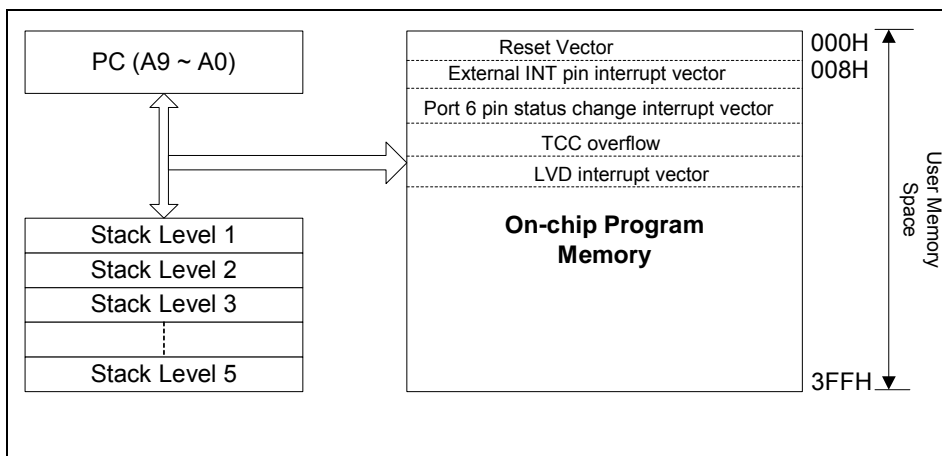 PC (A9 ~ A0)
Stack Level 1
Stack Level 2
Stack Level 3
Stack Level 5
Reset Vector
External INT pin interrupt vector
Port 6 pin status change interrupt vector
TCC overflow
LVD interrupt vector
On-chip Program
Memory
000H
008H
3FFH
User Memory
Space